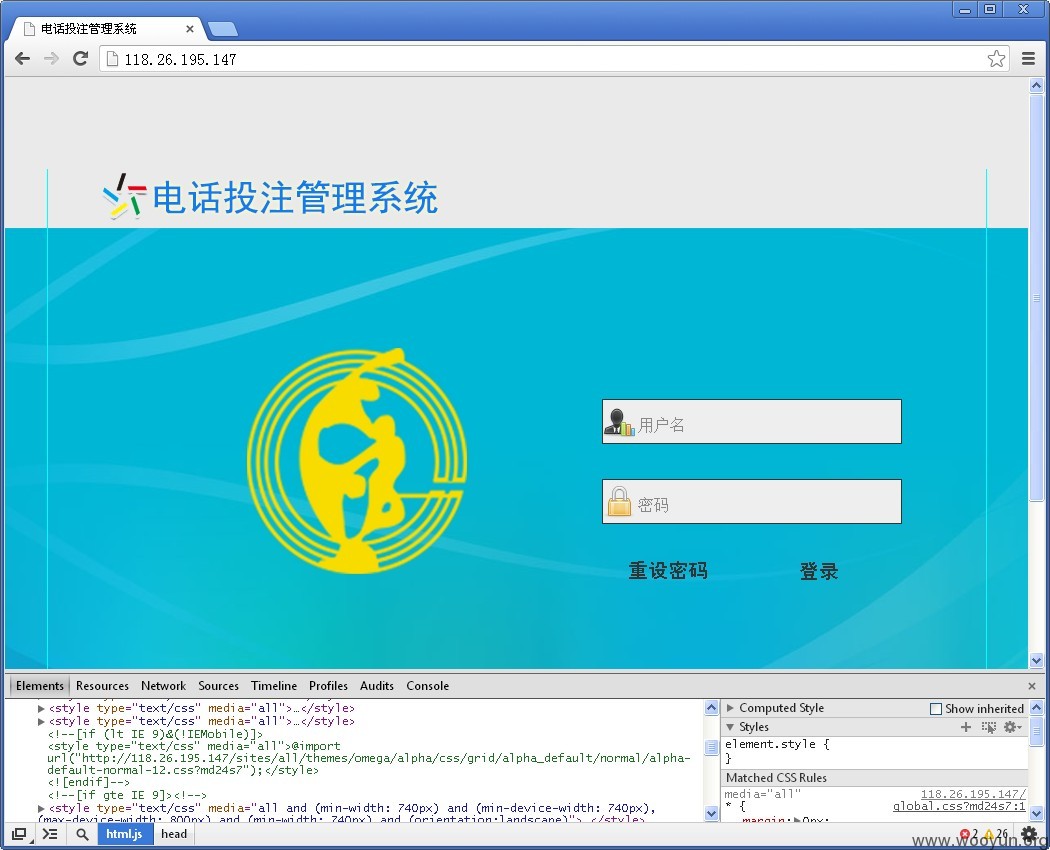 电话投注管理系统
118.26.195.147
电话投注管理系统
用户名
密码
重设密码 登录
Elements Resources Network Sources Timeline Profiles Audits Console
<style type="text/css" media="all">…</style>
<style type="text/css" media="all">…</style>
<!--[if (lt IE 9)&(!IEMobile)]>
<style type="text/css" media="all">@import
url("http://118.26.195.147/sites/all/themes/omega/alpha/css/grid/alpha_default/normal/alpha-
default-normal-12.css?md24s7");</style>
<![endif]-->
<!--[if gte IE 9]><!-->
<style type="text/css" media="all and (min-width: 740px) and (min-device-width: 740px),
(max-device-width: 800px) and (min-width: 740px) and (orientation:landscape)">…</style>
Computed Style Show inherited
Styles
element.style {
}
Matched CSS Rules
media="all" 118.26.195.147/
* { global.css?md24s7:1
margin: 0px;
html.js head
2 26
www.wooyun.org